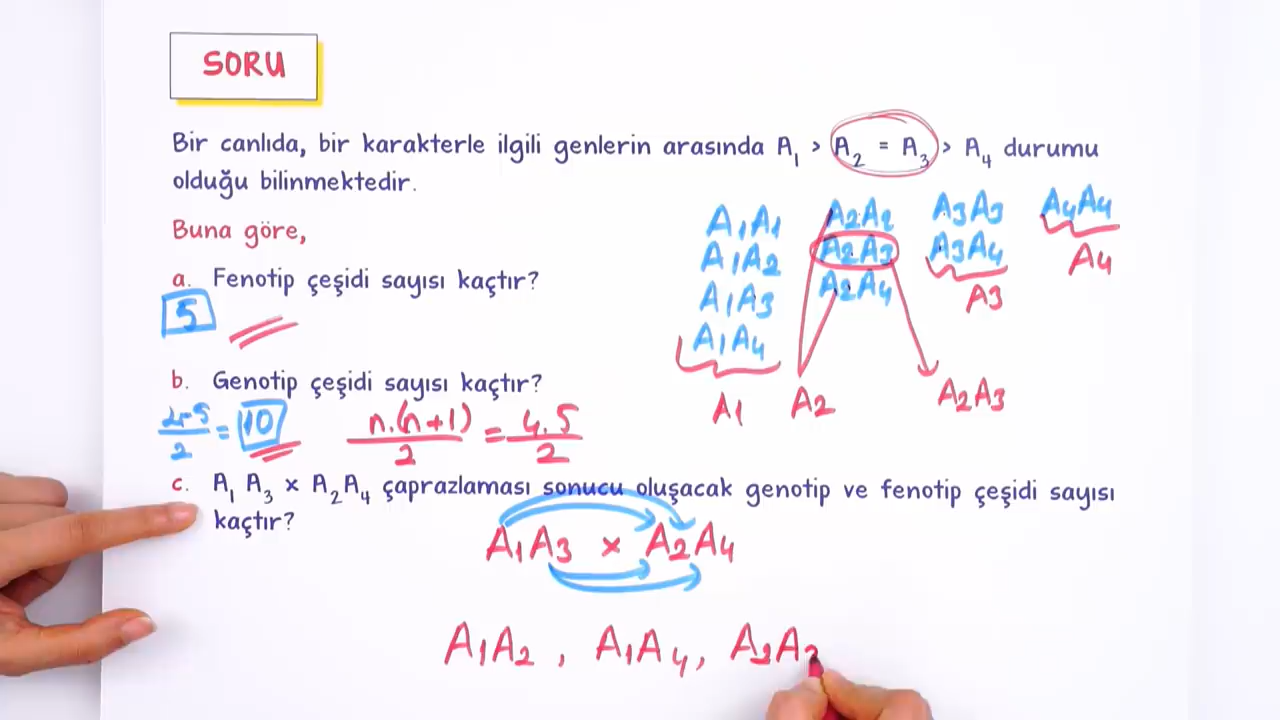 SORU
Bir canlıda, bir karakterle ilgili genlerin arasında A₁ > A₂ = A₃ > A₄ durumu
olduğu bilinmektedir.
Buna göre,
a. Fenotip çeşidi sayısı kaçtır?
5
A₁A₁ A₂A₂ A₃A₃ A₄A₄
A₁A₂ A₂A₃ A₃A₄ A₄
A₁A₃ A₂A₄ A3
A₁A₄
A1 A2 A2A3
b. Genotip çeşidi sayısı kaçtır?
4.5/2 = 10 n.(n+1)/2 = 4.5/2
c. A₁ A₃ x A₂A₄ çaprazlaması sonucu oluşacak genotip ve fenotip çeşidi sayısı
kaçtır?
A₁A₃ x A₂A₄
A₁A₂ , A₁A₄ , A₂A